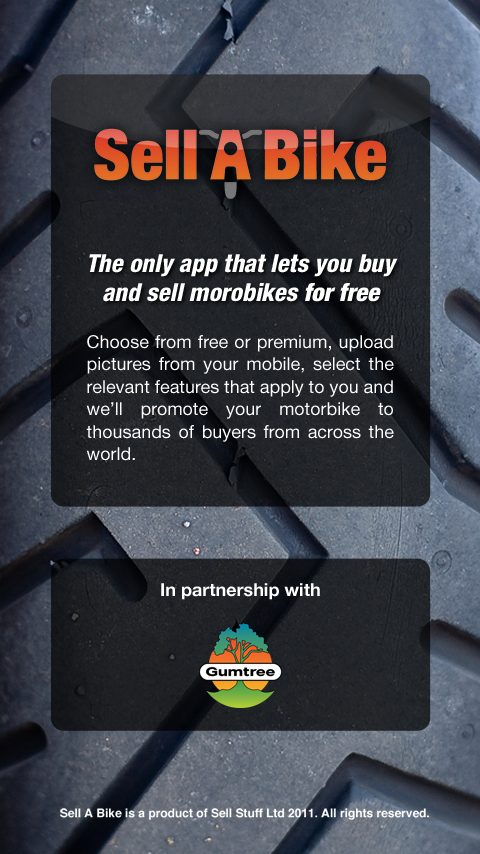 Sell A Bike
The only app that lets you buy
and sell morobikes for free
Choose from free or premium, upload
pictures from your mobile, select the
relevant features that apply to you and
we'll promote your motorbike to
thousands of buyers from across the
world.
In partnership with
Gumtree
Sell A Bike is a product of Sell Stuff Ltd 2011. All rights reserved.